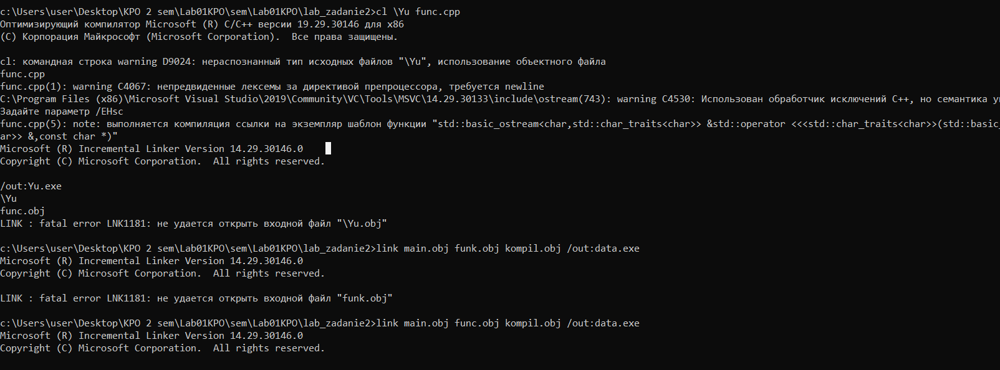 c:\Users\user\Desktop\KPO 2 sem\Lab01KPO\sem\Lab01KPO\lab_zadanie2>cl \Yu func.cpp
Оптимизирующий компилятор Microsoft (R) C/C++ версии 19.29.30146 для x86
(C) Корпорация Майкрософт (Microsoft Corporation).  Все права защищены.
cl: командная строка warning D9024: нераспознанный тип исходных файлов "\Yu", использование объектного файла
func.cpp
func.cpp(1): warning C4067: непредвиденные лексемы за директивой препроцессора, требуется newline
C:\Program Files (x86)\Microsoft Visual Studio\2019\Community\VC\Tools\MSVC\14.29.30133\include\ostream(743): warning C4530: Использован обработчик исключений C++, но семантика
Задайте параметр /EHsc
func.cpp(5): note: выполняется компиляция ссылки на экземпляр шаблон функции "std::basic_ostream<char,std::char_traits<char>> &std::operator <<<std::char_traits<char>>(std::basic_
ar>> &,const char *)"
Microsoft (R) Incremental Linker Version 14.29.30146.0
Copyright (C) Microsoft Corporation.  All rights reserved.
/out:Yu.exe
\Yu
func.obj
LINK : fatal error LNK1181: не удается открыть входной файл "\Yu.obj"
c:\Users\user\Desktop\KPO 2 sem\Lab01KPO\sem\Lab01KPO\lab_zadanie2>link main.obj funk.obj kompil.obj /out:data.exe
Microsoft (R) Incremental Linker Version 14.29.30146.0
Copyright (C) Microsoft Corporation.  All rights reserved.
LINK : fatal error LNK1181: не удается открыть входной файл "funk.obj"
c:\Users\user\Desktop\KPO 2 sem\Lab01KPO\sem\Lab01KPO\lab_zadanie2>link main.obj func.obj kompil.obj /out:data.exe
Microsoft (R) Incremental Linker Version 14.29.30146.0
Copyright (C) Microsoft Corporation.  All rights reserved.